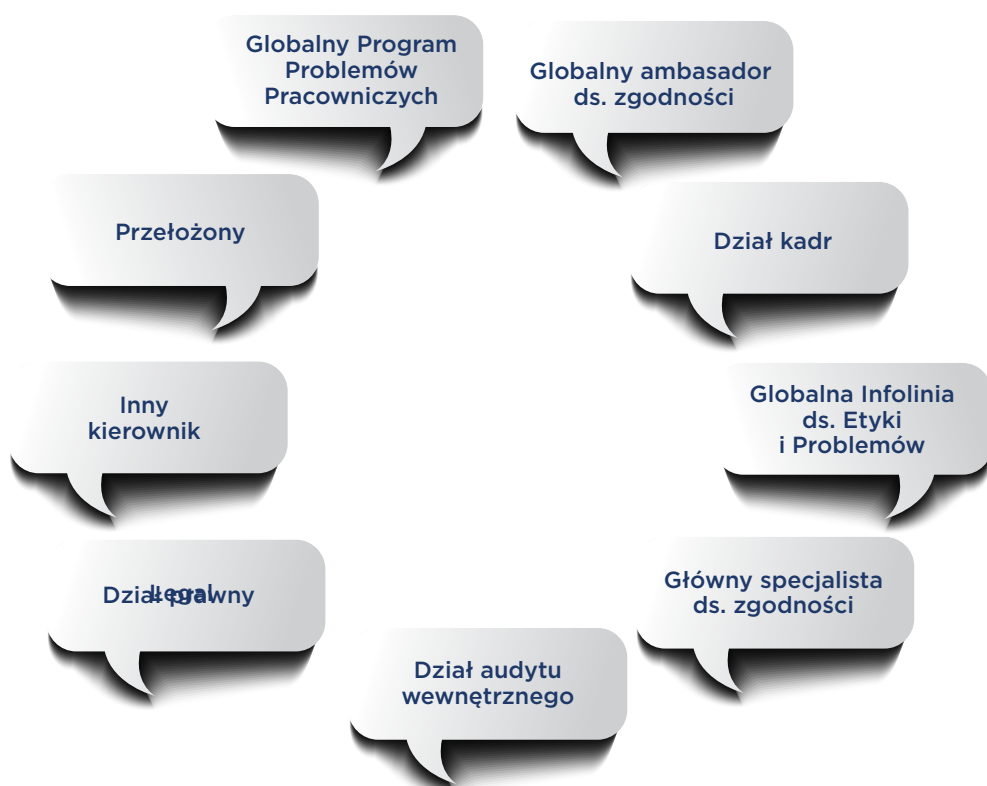 Globalny Program
Problemów
Pracowniczych
Globalny ambasador
ds. zgodności
Przełożony
Dział kadr
Inny
kierownik
Globalna Infolinia
ds. Etyki
i Problemów
Dział prawny
Legal
Główny specjalista
ds. zgodności
Dział audytu
wewnętrznego